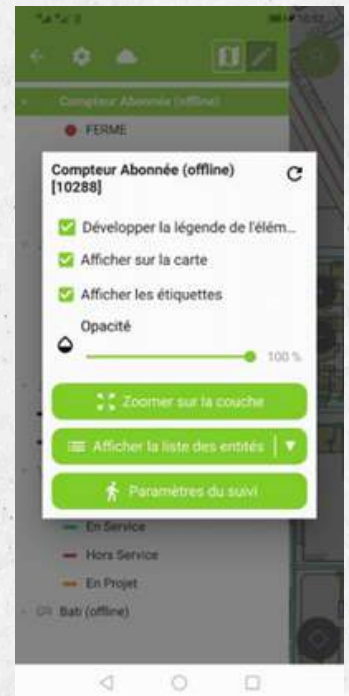 Compteur Abonnée (offline)
FERME
Compteur Abonnée (offline)
[10288]
Développer la légende de l'élém...
Afficher sur la carte
Afficher les étiquettes
Opacité
100 %
Zoomer sur la couche
Afficher la liste des entités
Paramètres du suivi
En Service
Hors Service
En Projet
Bati (offline)